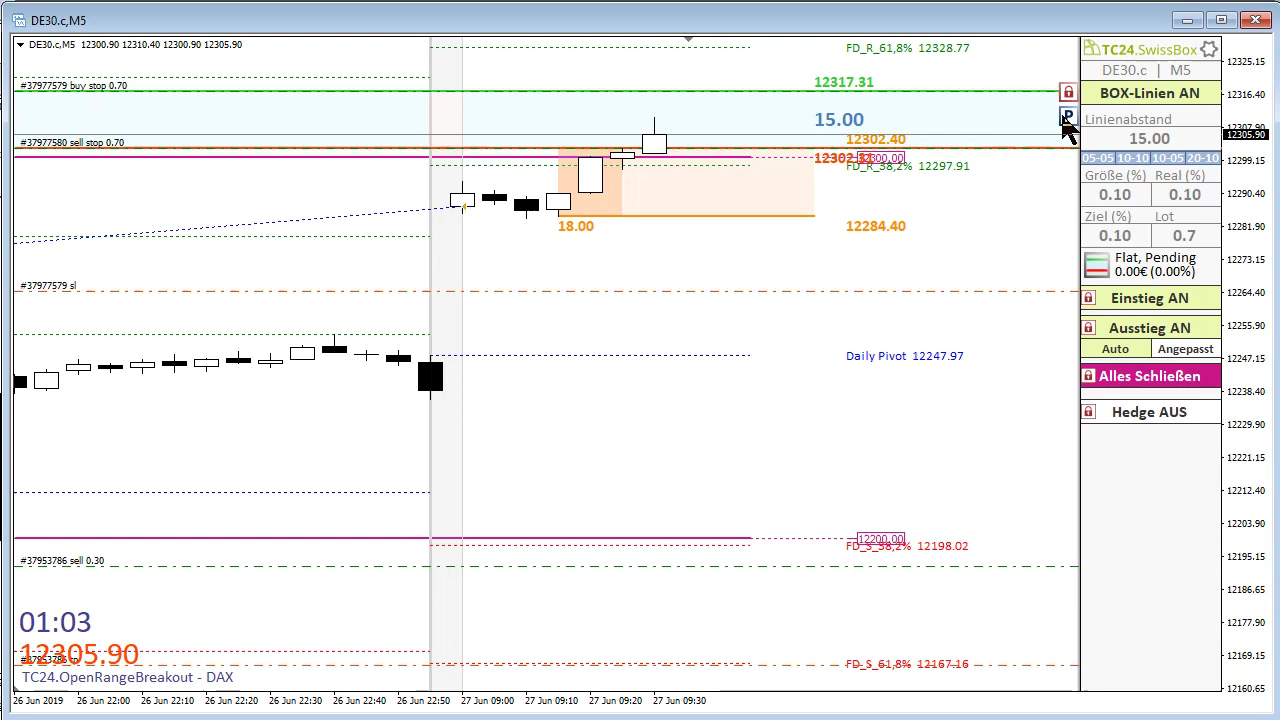 DE30.c,M5
DE30.c,M5 12300.90 12310.40 12300.90 12305.90
FD_R_61,8% 12328.77
#37977579 buy stop 0.70
12317.31
15.00
#37977580 sell stop 0.70
12302.40
FD_R_38,2% 12297.91
18.00
12284.40
#37977579 sl
Daily Pivot 12247.97
12200.00
FD_S_38,2% 12198.02
#37953786 sell 0.30
01:03
12305.90
FD_S_61,8% 12167.16
TC24.OpenRangeBreakout - DAX
26 Jun 2019
26 Jun 22:00
26 Jun 22:10
26 Jun 22:20
26 Jun 22:30
26 Jun 22:40
26 Jun 22:50
27 Jun 09:00
27 Jun 09:10
27 Jun 09:20
27 Jun 09:30
TC24.SwissBox
DE30.c | M5
BOX-Linien AN
P
Linienabstand
15.00
05-05 10-10 10-05 20-10
Größe (%) Real (%)
0.10 0.10
Ziel (%) Lot
0.10 0.7
Flat, Pending
0.00€ (0.00%)
Einstieg AN
Ausstieg AN
Auto Angepasst
Alles Schließen
Hedge AUS
12325.15
12316.40
12305.90
12299.15
12290.40
12281.90
12273.15
12264.40
12255.90
12247.15
12238.40
12229.90
12221.15
12212.40
12203.90
12195.15
12186.65
12177.90
12169.15
12160.65